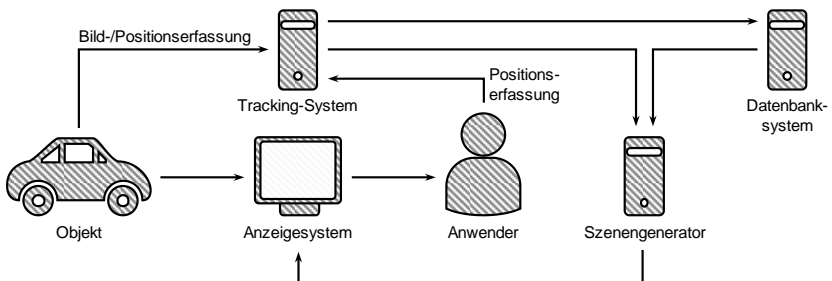 Bild-/Positionserfassung
Positions-
erfassung
Tracking-System
Datenbank-
system
Objekt
Anzeigesystem
Anwender
Szenengenerator